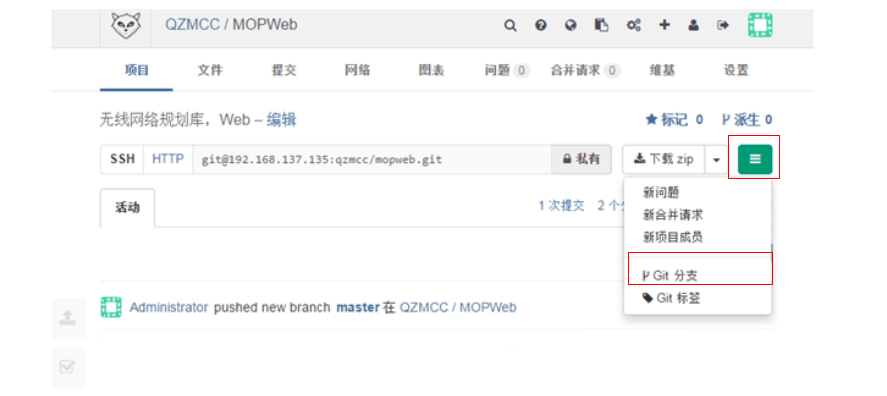 QZMCC / MOPWeb
项目 文件 提交 网络 图表 问题 0 合并请求 0 维基 设置
无线网络规划库，Web – 编辑 标记 0 派生 0
SSH HTTP git@192.168.137.135:qzmcc/mopweb.git 私有 下载 zip
活动 1 次提交 2 个
新问题
新合并请求
新项目成员
Git 分支
Git 标签
Administrator pushed new branch master 在 QZMCC / MOPWeb